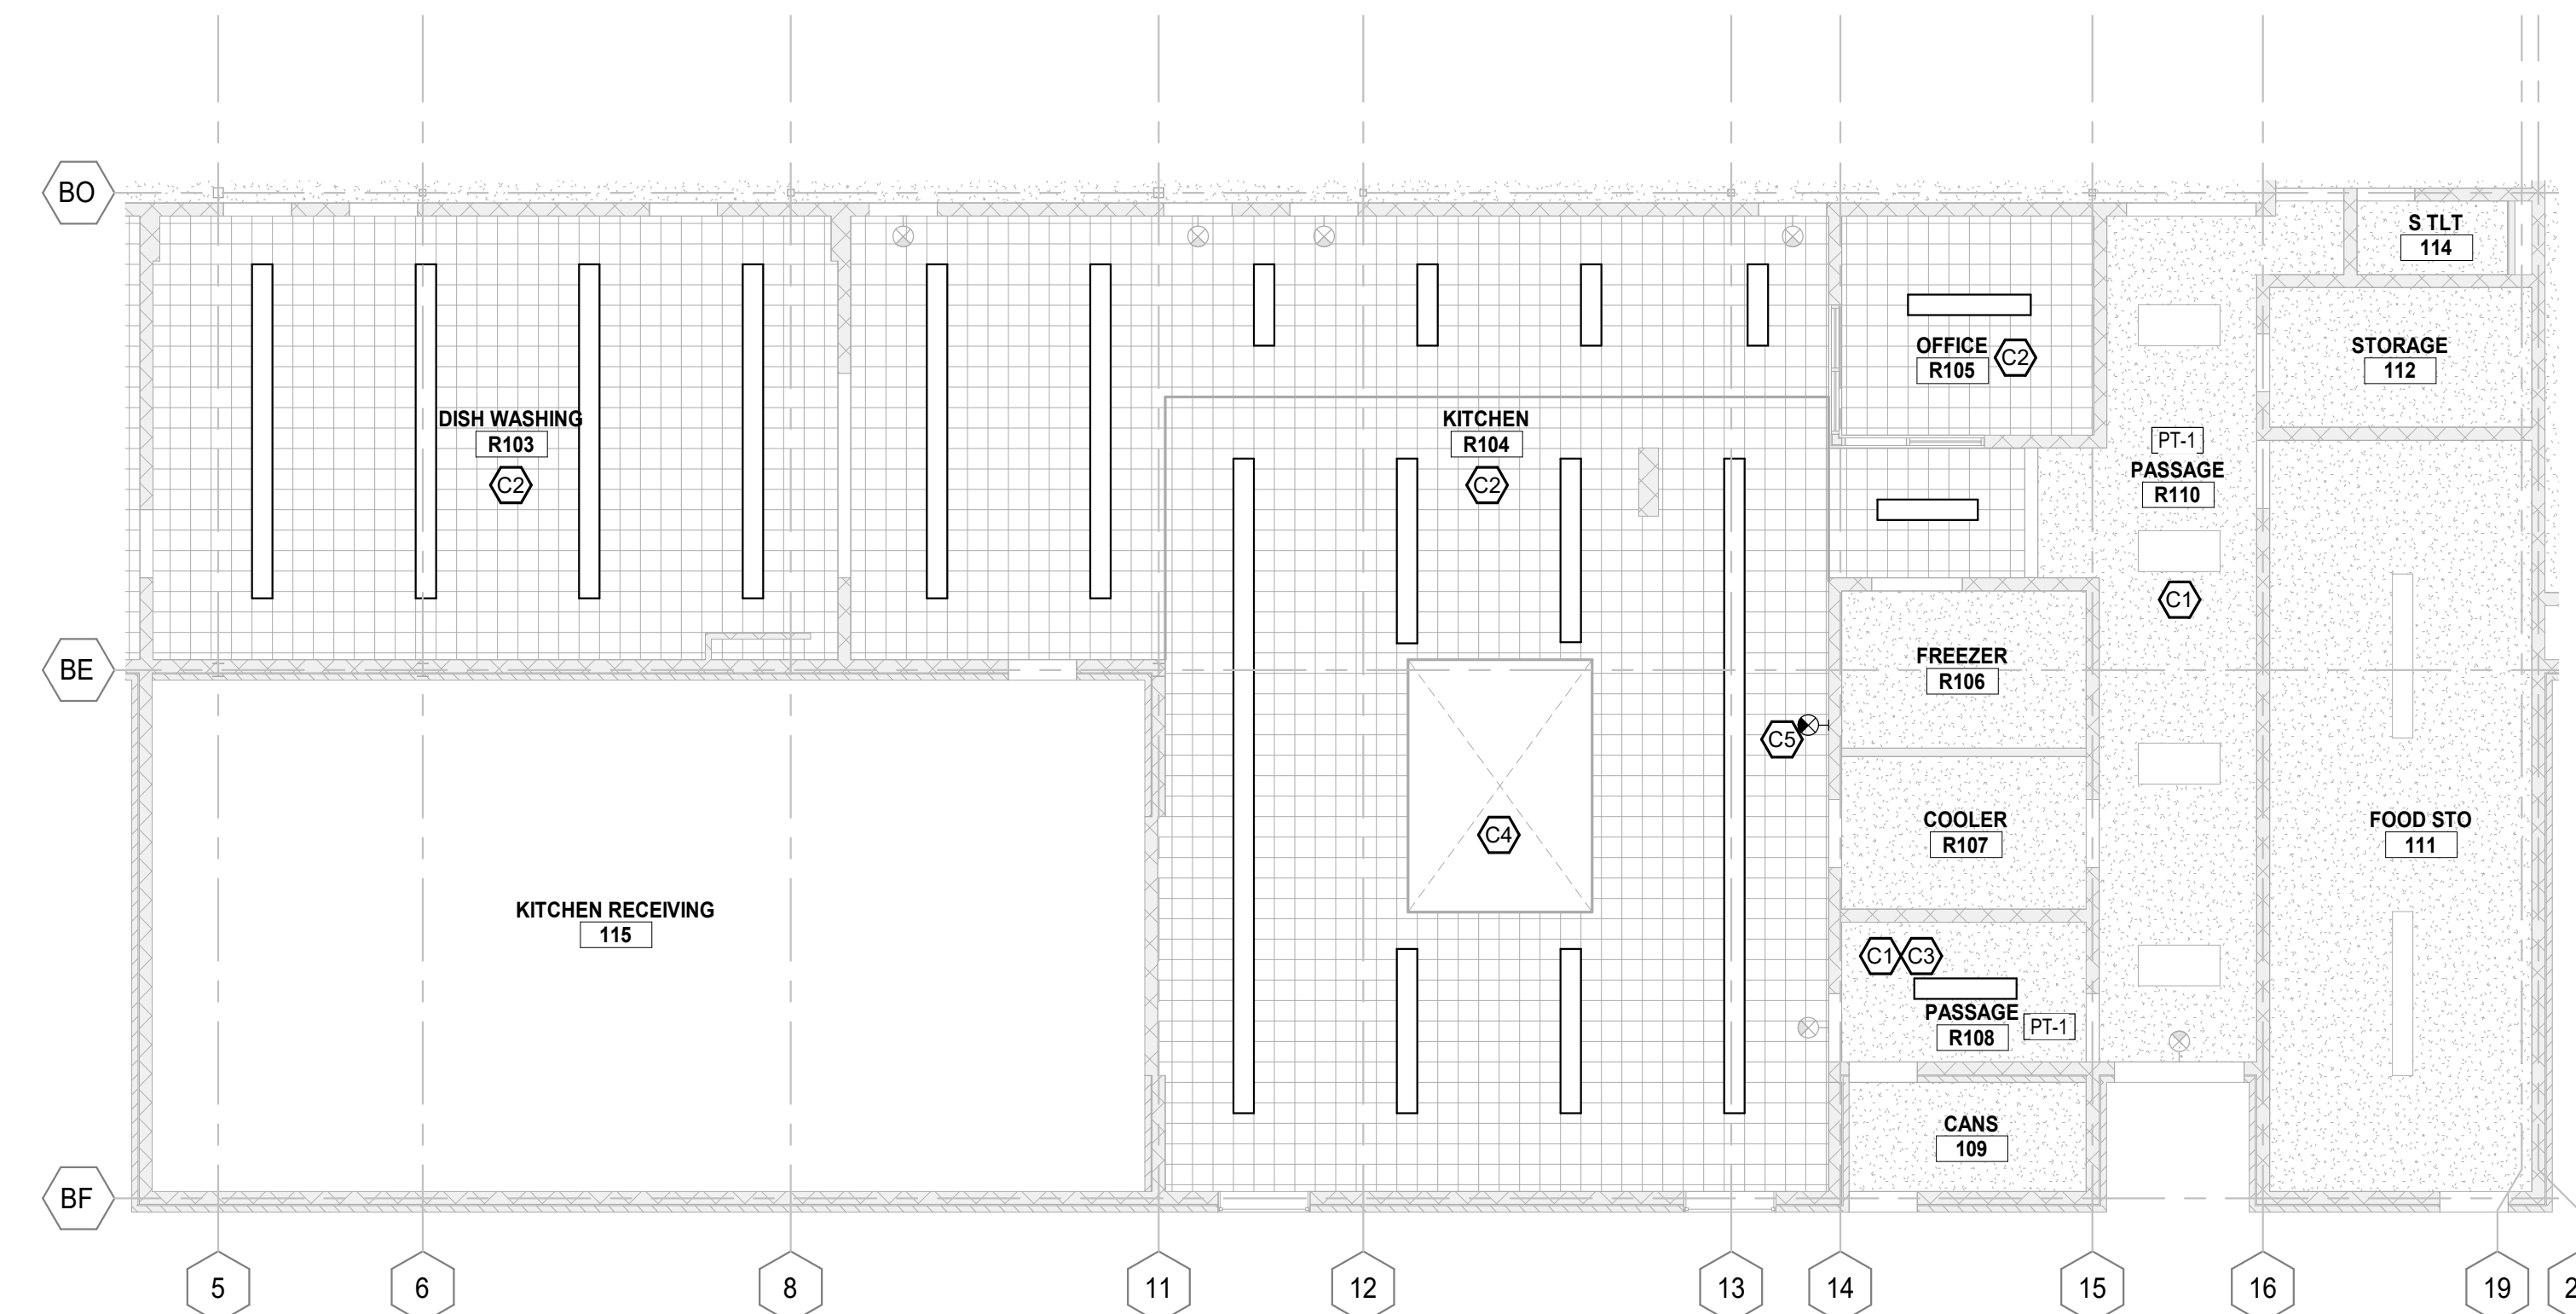 BO
S TLT
114
OFFICE
R105
C2
STORAGE
112
DISH WASHING
R103
C2
KITCHEN
R104
C2
PT-1
PASSAGE
R110
C1
BE
FREEZER
R106
C5
C4
COOLER
R107
FOOD STO
111
KITCHEN RECEIVING
115
C1
C3
PASSAGE
R108
PT-1
CANS
109
BF
5
6
8
11
12
13
14
15
16
19